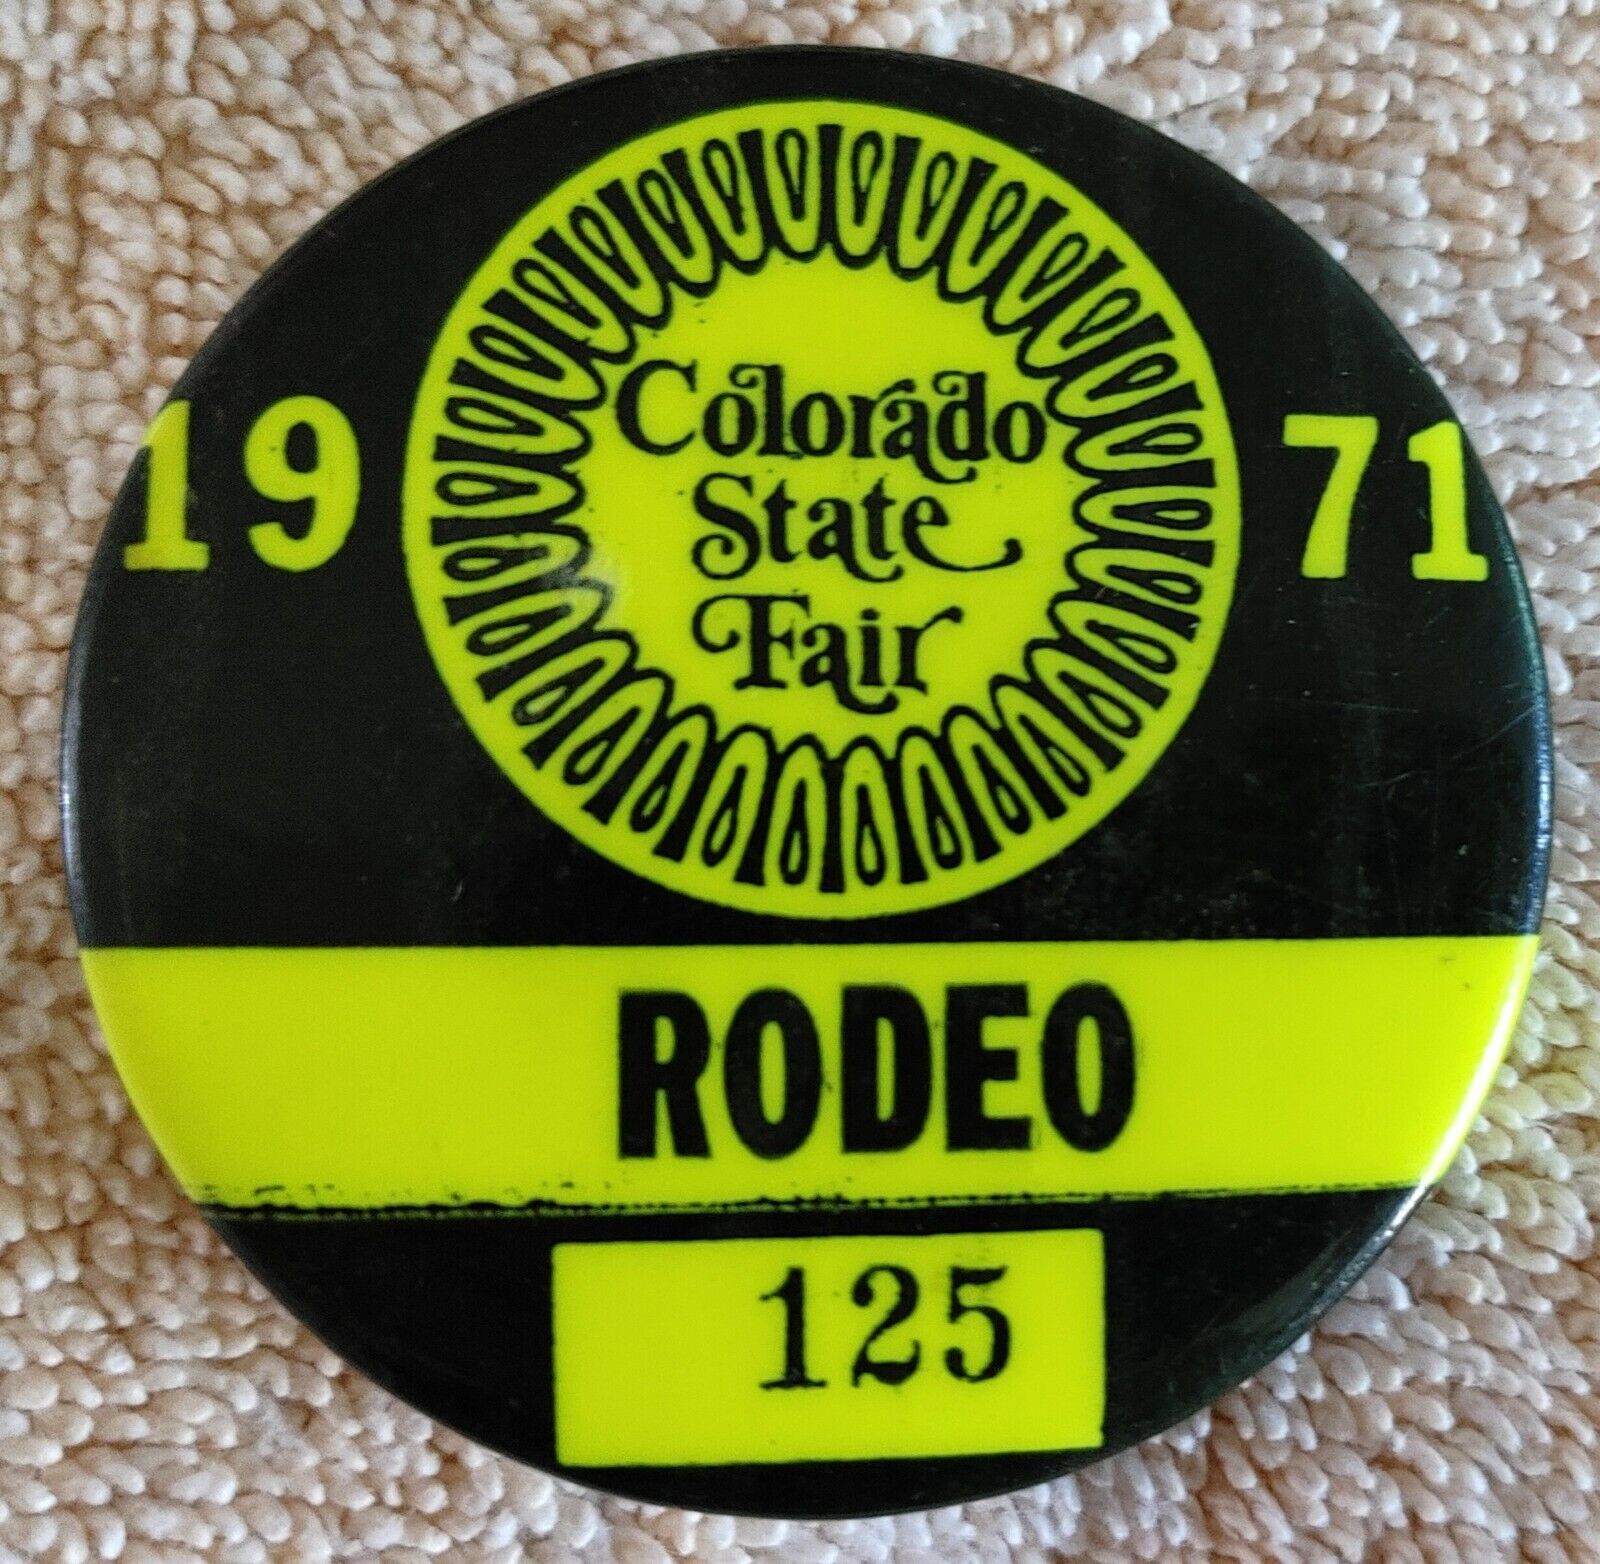 19 71
Colorado
State
Fair
RODEO
125